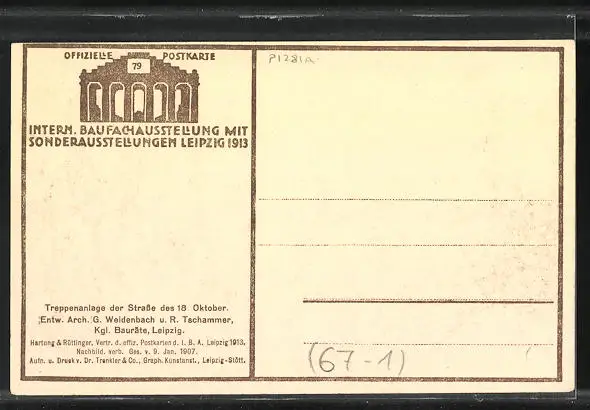 OFFIZIELLE POSTKARTE
79
INTERN. BAUFACHAUSSTELLUNG MIT
SONDERAUSSTELLUNGEN LEIPZIG 1913
P1281A
Treppenanlage der Straße des 18 Oktober.
Entw. Arch. G. Weidenbach u. R. Tschammer,
Kgl. Bauräte, Leipzig.
Hartung & Rüttinger, Vertr. d. offiz. Postkarten d. I. B. A. Leipzig 1913.
Nachbild. verb. Ges. v. 9. Jan. 1907.
Aufn. u. Druck v. Dr. Trenkler & Co., Graph. Kunstanst., Leipzig-Stött.
(67-1)